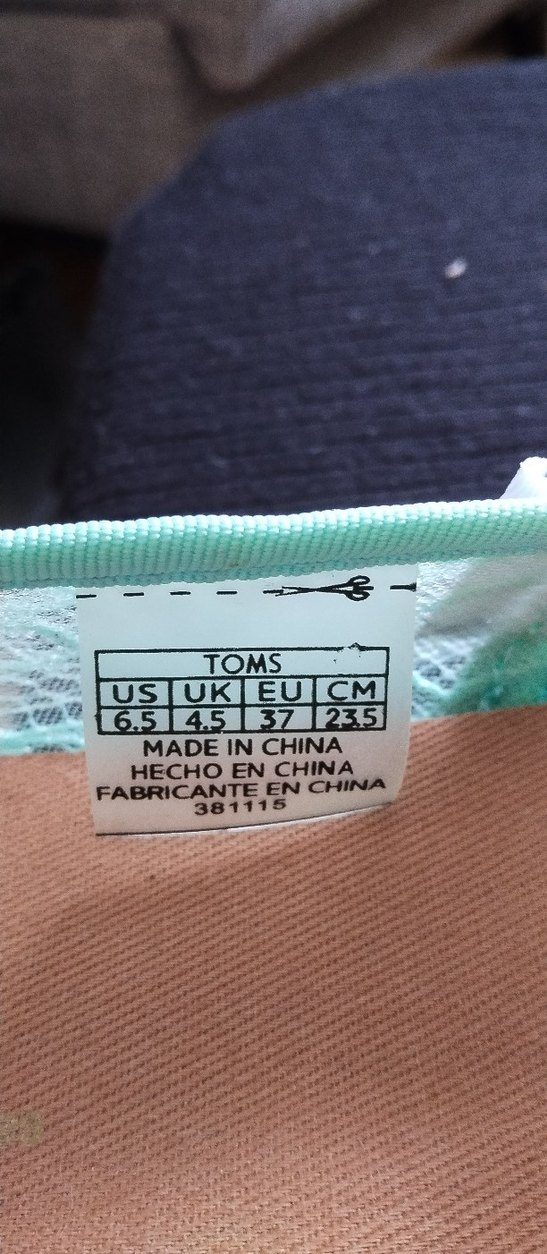 TOMS
US UK EU CM
6.5 4.5 37 23.5
MADE IN CHINA
HECHO EN CHINA
FABRICANTE EN CHINA
381115